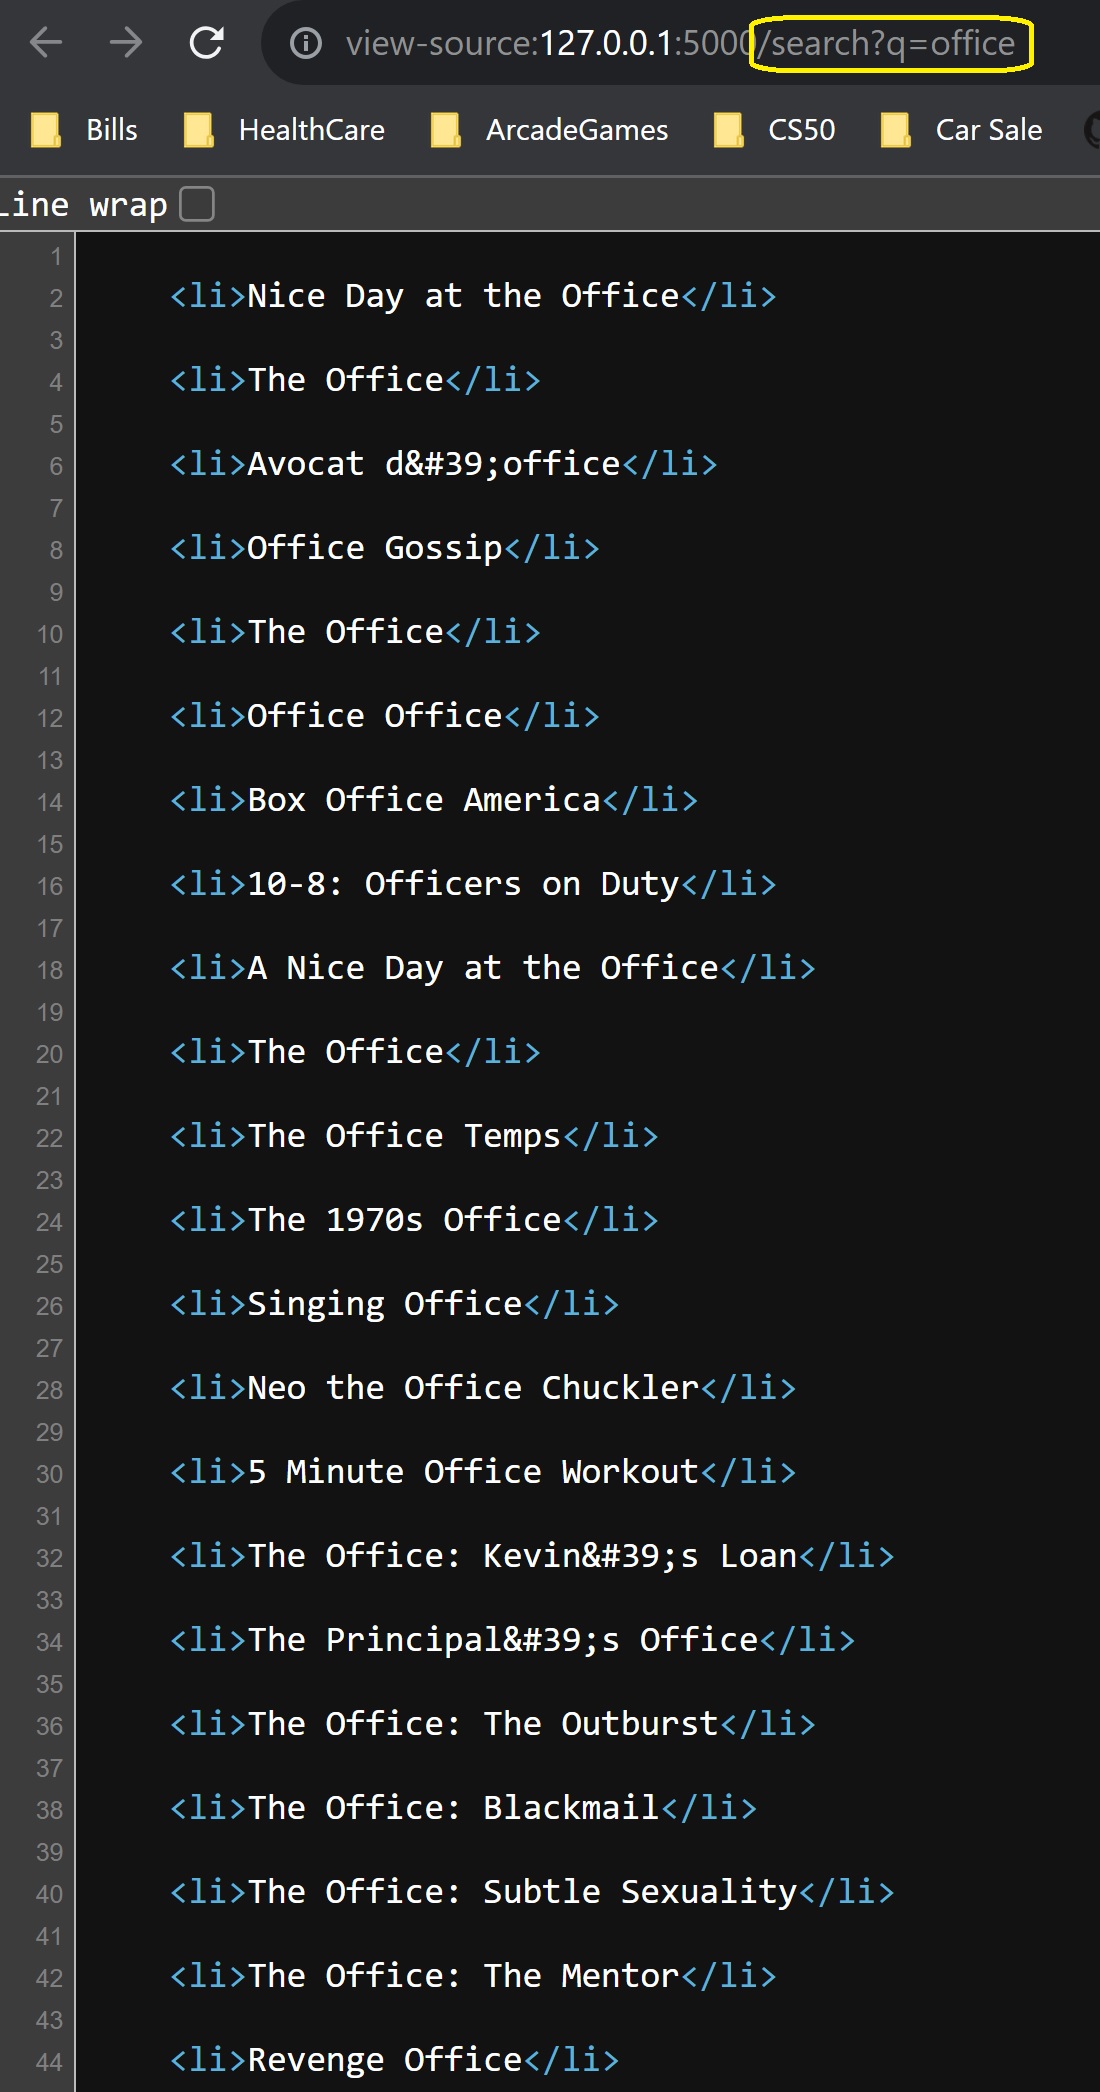 view-source:127.0.0.1:5000/search?q=office
Bills HealthCare ArcadeGames CS50 Car Sale
Line wrap
1
2 <li>Nice Day at the Office</li>
3
4 <li>The Office</li>
5
6 <li>Avocat d&#39;office</li>
7
8 <li>Office Gossip</li>
9
10 <li>The Office</li>
11
12 <li>Office Office</li>
13
14 <li>Box Office America</li>
15
16 <li>10-8: Officers on Duty</li>
17
18 <li>A Nice Day at the Office</li>
19
20 <li>The Office</li>
21
22 <li>The Office Temps</li>
23
24 <li>The 1970s Office</li>
25
26 <li>Singing Office</li>
27
28 <li>Neo the Office Chuckler</li>
29
30 <li>5 Minute Office Workout</li>
31
32 <li>The Office: Kevin&#39;s Loan</li>
33
34 <li>The Principal&#39;s Office</li>
35
36 <li>The Office: The Outburst</li>
37
38 <li>The Office: Blackmail</li>
39
40 <li>The Office: Subtle Sexuality</li>
41
42 <li>The Office: The Mentor</li>
43
44 <li>Revenge Office</li>